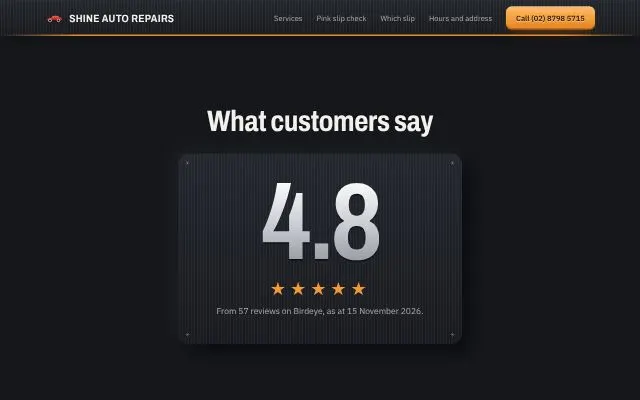 SHINE AUTO REPAIRS
Services
Pink slip check
Which slip
Hours and address
Call (02) 8798 5715
What customers say
4.8
From 57 reviews on Birdeye, as at 15 November 2026.